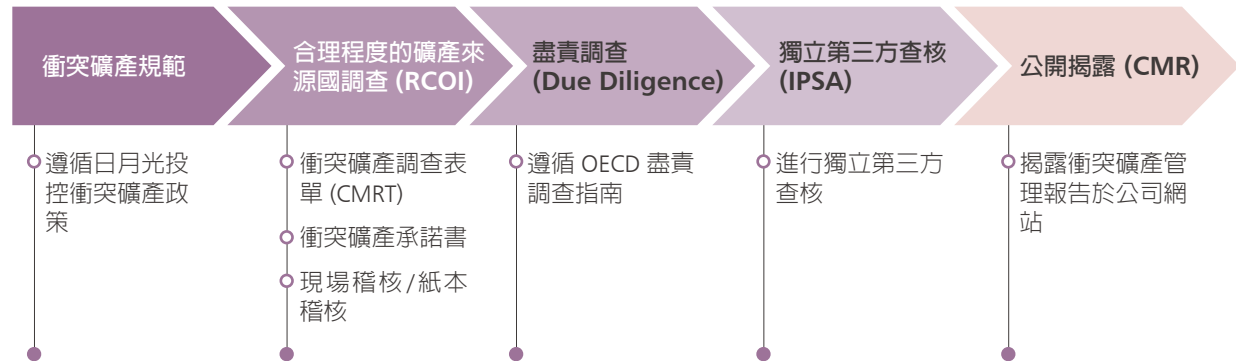 衝突礦產規範
合理程度的礦產來
源國調查 (RCOI)
盡責調查
(Due Diligence)
獨立第三方查核
(IPSA)
公開揭露 (CMR)
遵循日月光投
控衝突礦產政
策
衝突礦產調查表
單 (CMRT)
衝突礦產承諾書
現場稽核/紙本
稽核
遵循 OECD 盡責
調查指南
進行獨立第三方
查核
揭露衝突礦產管
理報告於公司網
站